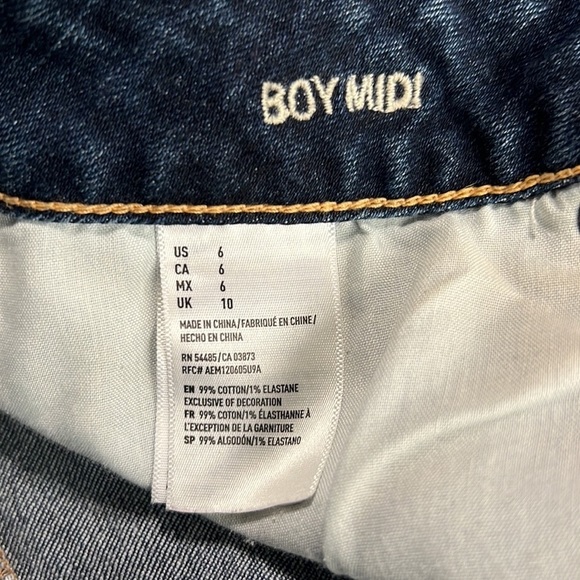 BOY MIDI
US 6
CA 6
MX 6
UK 10
MADE IN CHINA/FABRIQUÉ EN CHINE/
HECHO EN CHINA
RN 54485/CA 03873
RFC# AEM120605U9A
EN 99% COTTON/1% ELASTANE
EXCLUSIVE OF DECORATION
FR 99% COTON/1% ÉLASTHANNE À
L'EXCEPTION DE LA GARNITURE
SP 99% ALGODÓN/1% ELASTANO